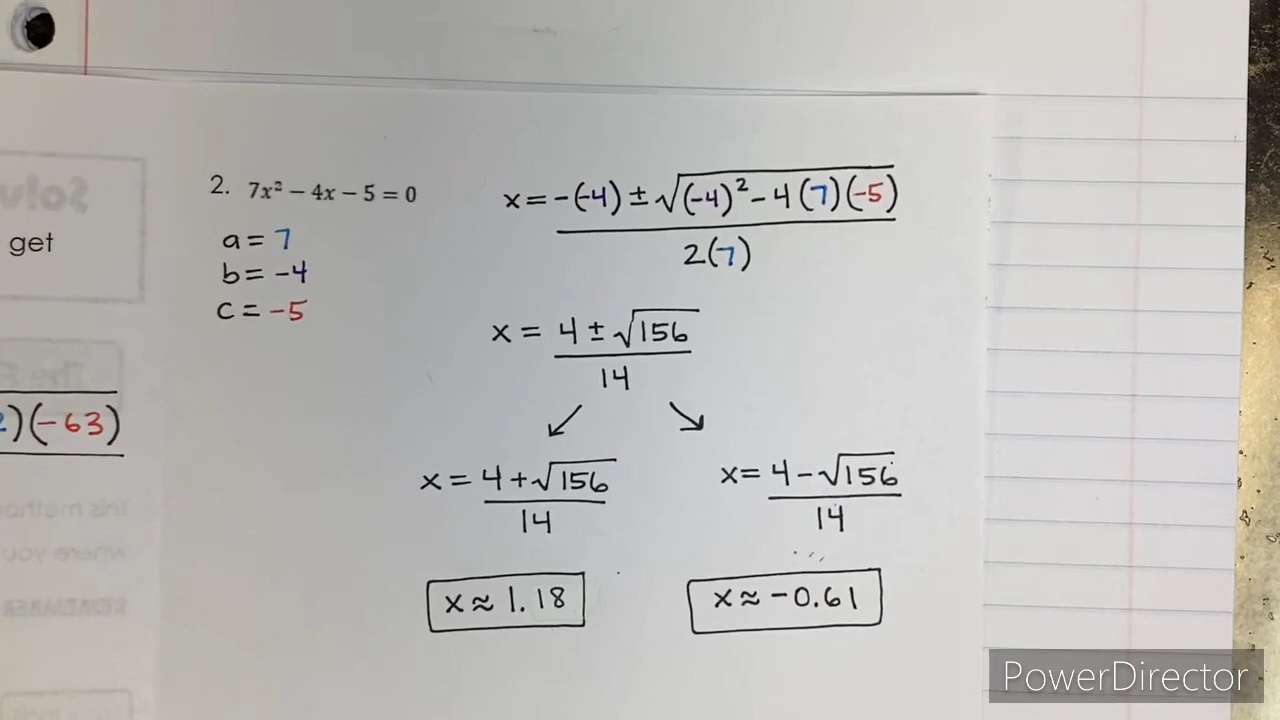 2. 7x² – 4x – 5 = 0
a = 7
b = -4
c = -5
x = -(-4) ± √(-4)² - 4(7)(-5)
2(7)
x = 4 ± √156
14
x = 4 + √156
14
x = 4 - √156
14
x ≈ 1.18
x ≈ -0.61
get
)(-63)
PowerDirector